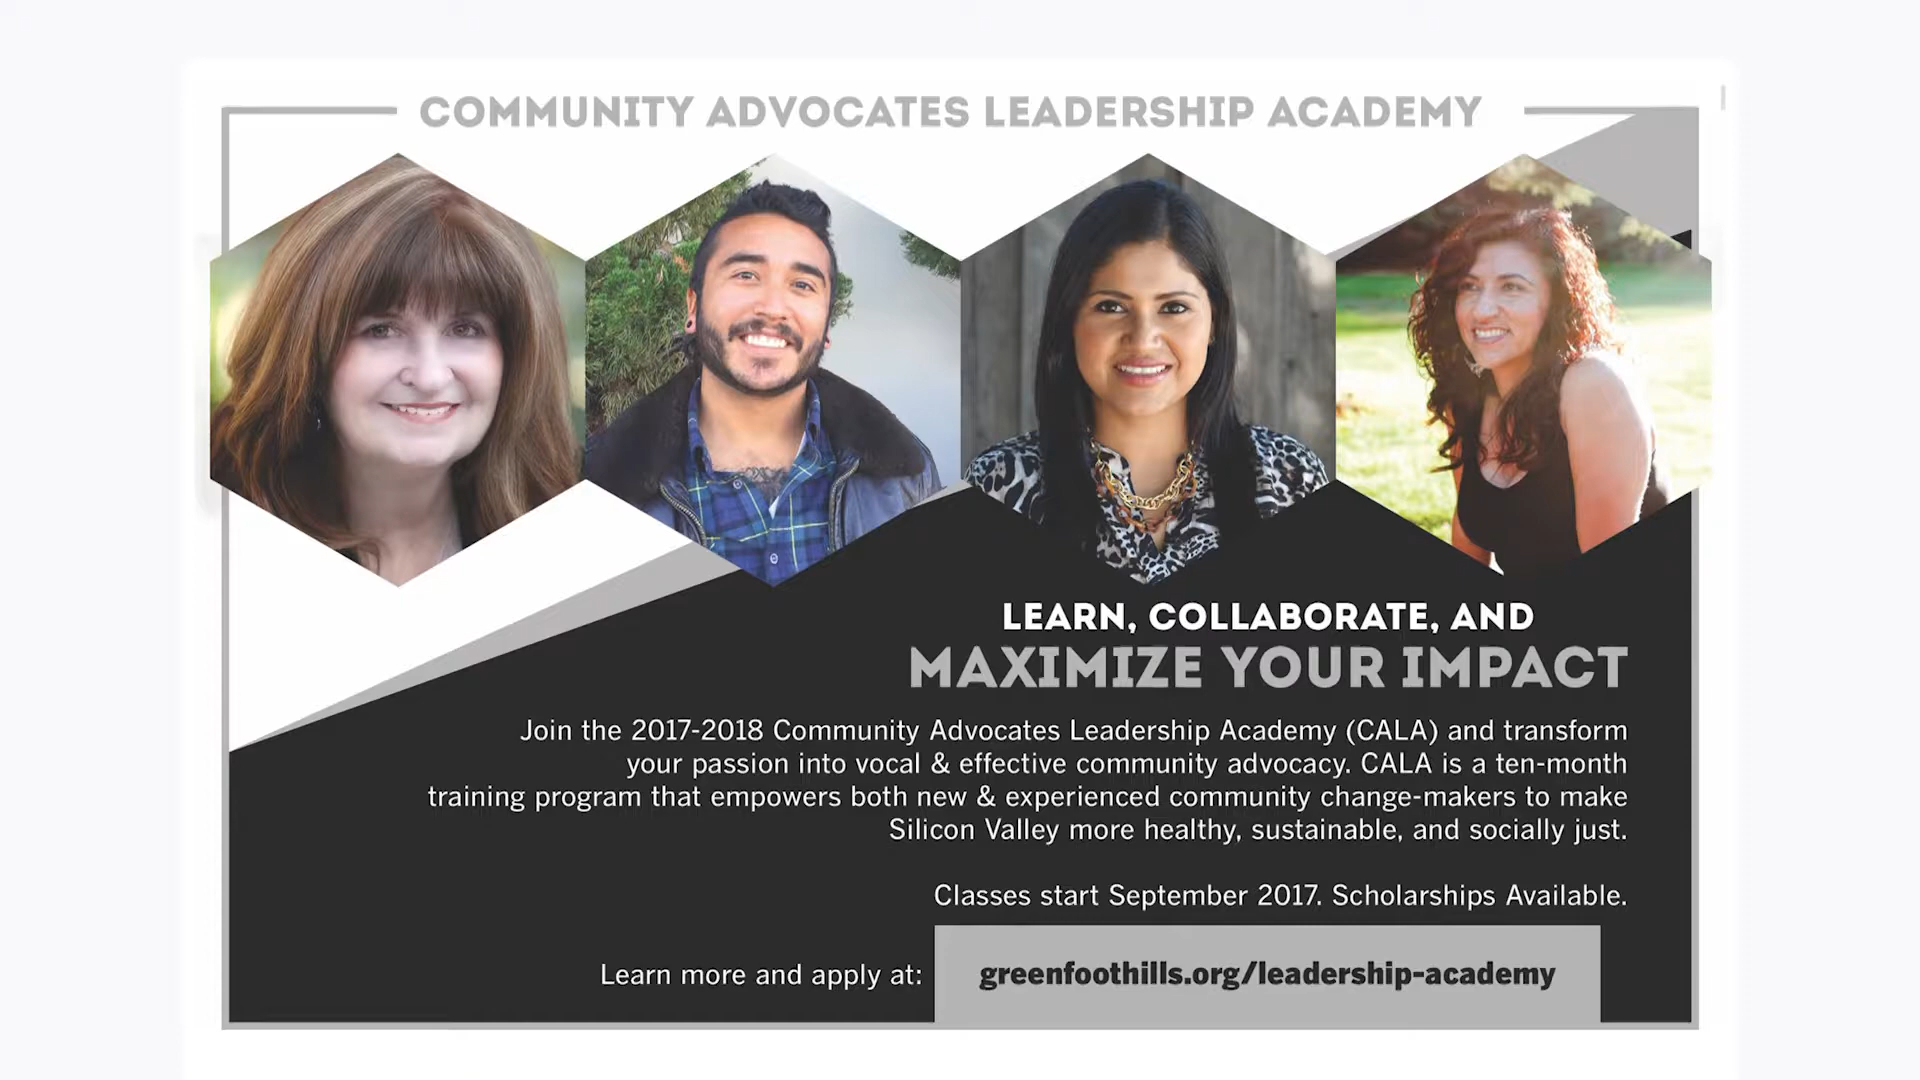 COMMUNITY ADVOCATES LEADERSHIP ACADEMY
LEARN, COLLABORATE, AND
MAXIMIZE YOUR IMPACT
Join the 2017-2018 Community Advocates Leadership Academy (CALA) and transform
your passion into vocal & effective community advocacy. CALA is a ten-month
training program that empowers both new & experienced community change-makers to make
Silicon Valley more healthy, sustainable, and socially just.
Classes start September 2017. Scholarships Available.
Learn more and apply at: greenfoothills.org/leadership-academy